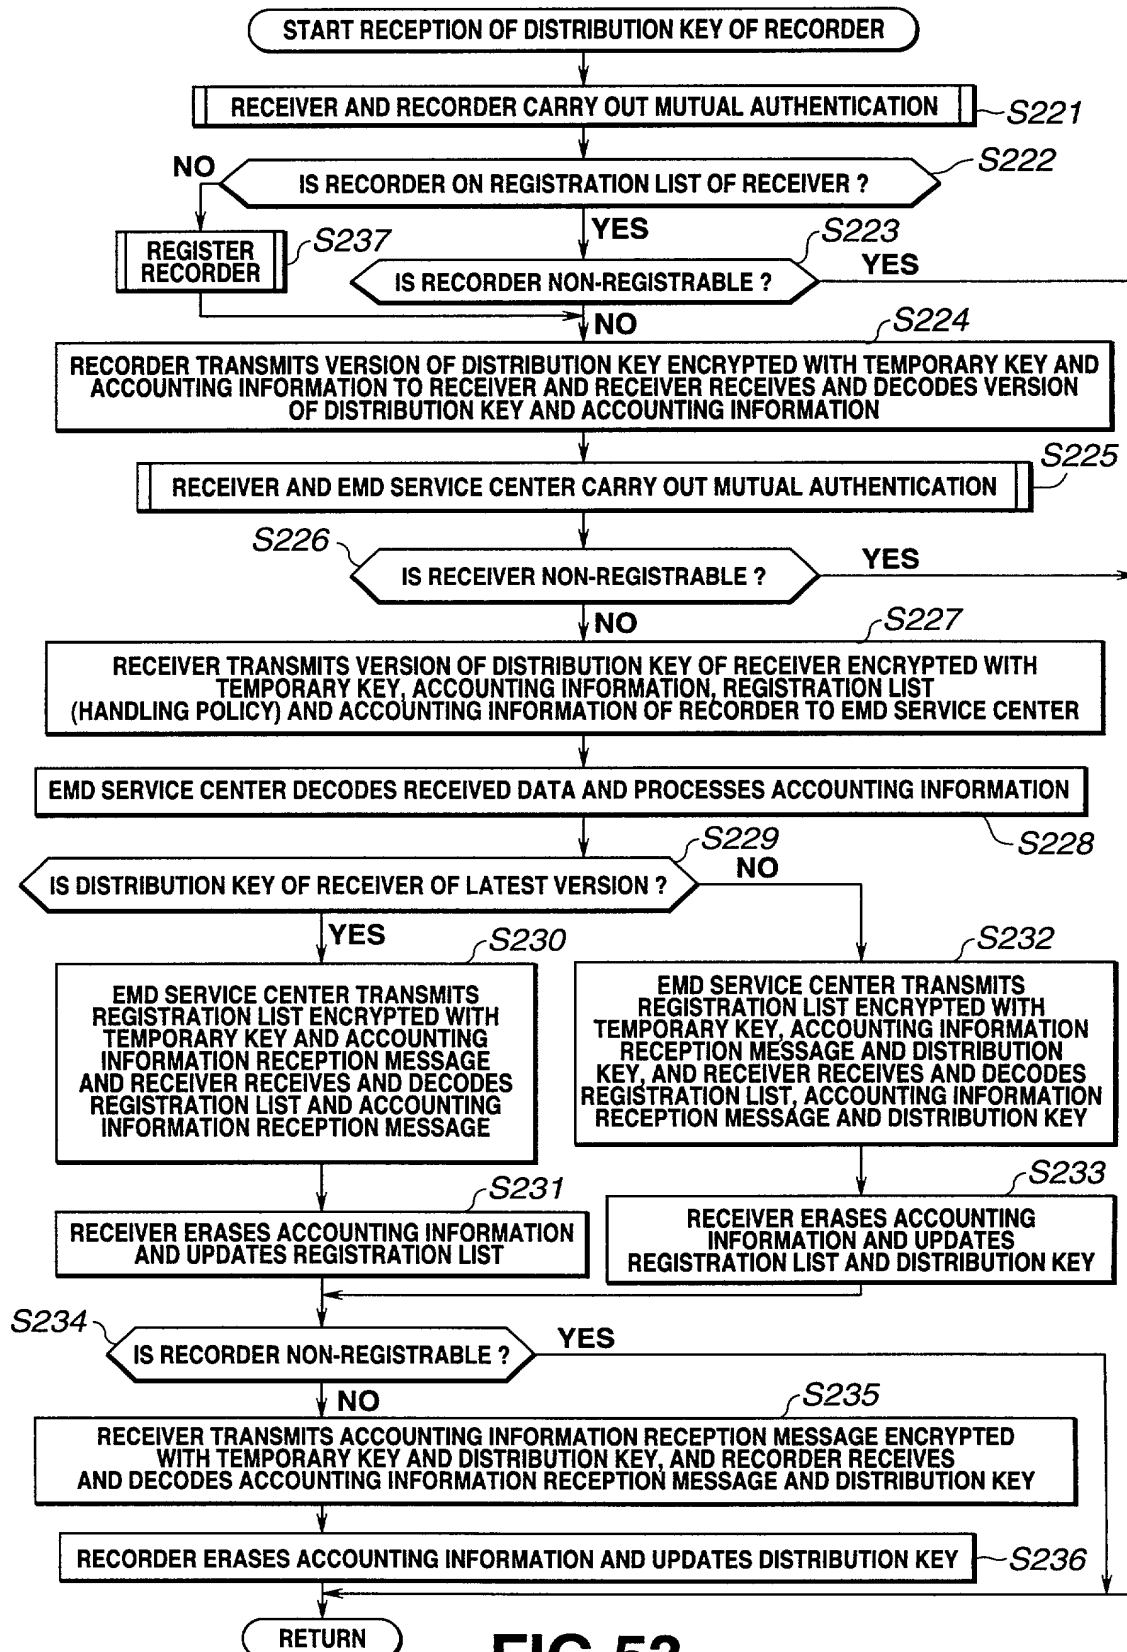 START RECEPTION OF DISTRIBUTION KEY OF RECORDER
RECEIVER AND RECORDER CARRY OUT MUTUAL AUTHENTICATION
S221
S222
NO
IS RECORDER ON REGISTRATION LIST OF RECEIVER ?
YES
S223
REGISTER
RECORDER
S237
IS RECORDER NON-REGISTRABLE ?
YES
NO
S224
RECORDER TRANSMITS VERSION OF DISTRIBUTION KEY ENCRYPTED WITH TEMPORARY KEY AND
ACCOUNTING INFORMATION TO RECEIVER AND RECEIVER RECEIVES AND DECODES VERSION
OF DISTRIBUTION KEY AND ACCOUNTING INFORMATION
S225
RECEIVER AND EMD SERVICE CENTER CARRY OUT MUTUAL AUTHENTICATION
S226
IS RECEIVER NON-REGISTRABLE ?
YES
NO
S227
RECEIVER TRANSMITS VERSION OF DISTRIBUTION KEY OF RECEIVER ENCRYPTED WITH
TEMPORARY KEY, ACCOUNTING INFORMATION, REGISTRATION LIST
(HANDLING POLICY) AND ACCOUNTING INFORMATION OF RECORDER TO EMD SERVICE CENTER
EMD SERVICE CENTER DECODES RECEIVED DATA AND PROCESSES ACCOUNTING INFORMATION
S228
S229
IS DISTRIBUTION KEY OF RECEIVER OF LATEST VERSION ?
NO
YES
S230
EMD SERVICE CENTER TRANSMITS
REGISTRATION LIST ENCRYPTED WITH
TEMPORARY KEY AND ACCOUNTING
INFORMATION RECEPTION MESSAGE
AND RECEIVER RECEIVES AND DECODES
REGISTRATION LIST AND ACCOUNTING
INFORMATION RECEPTION MESSAGE
S232
EMD SERVICE CENTER TRANSMITS
REGISTRATION LIST ENCRYPTED WITH
TEMPORARY KEY, ACCOUNTING INFORMATION
RECEPTION MESSAGE AND DISTRIBUTION
KEY, AND RECEIVER RECEIVES AND DECODES
REGISTRATION LIST, ACCOUNTING INFORMATION
RECEPTION MESSAGE AND DISTRIBUTION KEY
S231
RECEIVER ERASES ACCOUNTING INFORMATION
AND UPDATES REGISTRATION LIST
S233
RECEIVER ERASES ACCOUNTING
INFORMATION AND UPDATES
REGISTRATION LIST AND DISTRIBUTION KEY
S234
IS RECORDER NON-REGISTRABLE ?
YES
NO
S235
RECEIVER TRANSMITS ACCOUNTING INFORMATION RECEPTION MESSAGE ENCRYPTED
WITH TEMPORARY KEY AND DISTRIBUTION KEY, AND RECORDER RECEIVES
AND DECODES ACCOUNTING INFORMATION RECEPTION MESSAGE AND DISTRIBUTION KEY
RECORDER ERASES ACCOUNTING INFORMATION AND UPDATES DISTRIBUTION KEY
S236
RETURN